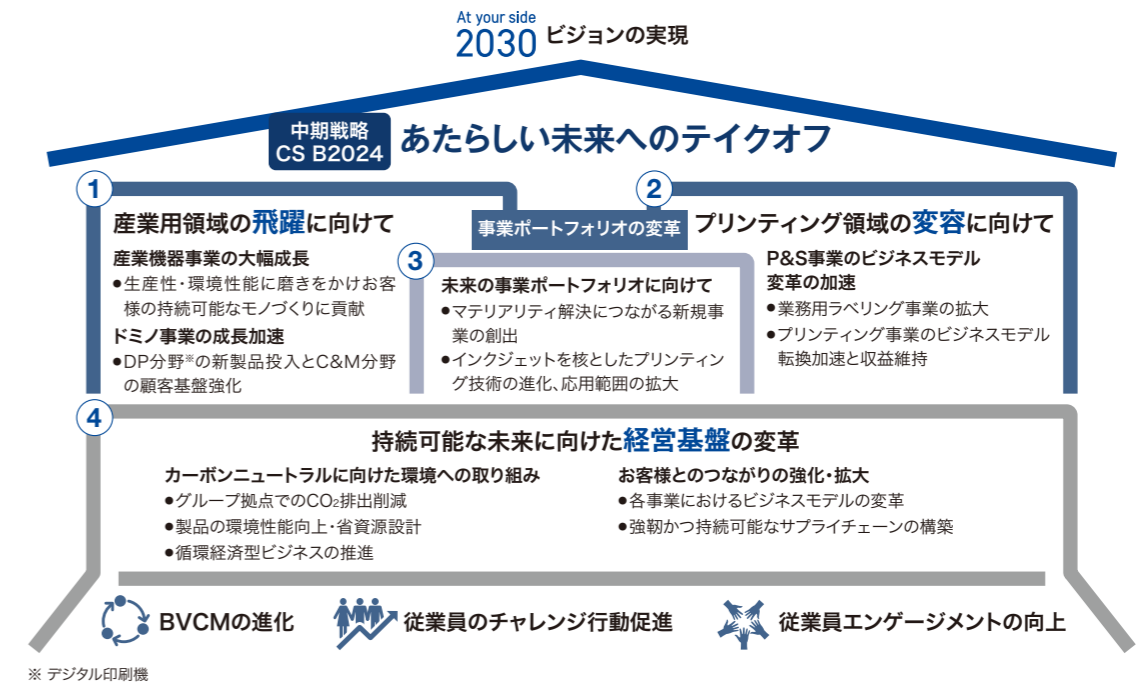 At your side
2030 ビジョンの実現
中期戦略
CS B2024
あたらしい未来へのテイクオフ
1
産業用領域の飛躍に向けて
産業機器事業の大幅成長
●生産性・環境性能に磨きをかけお客
様の持続可能なモノづくりに貢献
ドミノ事業の成長加速
●DP分野※の新製品投入とC&M分野
の顧客基盤強化
事業ポートフォリオの変革
2
プリンティング領域の変容に向けて
P&S事業のビジネスモデル
変革の加速
●業務用ラベリング事業の拡大
●プリンティング事業のビジネスモデル
転換加速と収益維持
3
未来の事業ポートフォリオに向けて
●マテリアリティ解決につながる新規事
業の創出
●インクジェットを核としたプリンティン
グ技術の進化、応用範囲の拡大
4
持続可能な未来に向けた経営基盤の変革
カーボンニュートラルに向けた環境への取り組み
●グループ拠点でのCO₂排出削減
●製品の環境性能向上・省資源設計
●循環経済型ビジネスの推進
お客様とのつながりの強化・拡大
●各事業におけるビジネスモデルの変革
●強靭かつ持続可能なサプライチェーンの構築
BVCMの進化
従業員のチャレンジ行動促進
従業員エンゲージメントの向上
※ デジタル印刷機